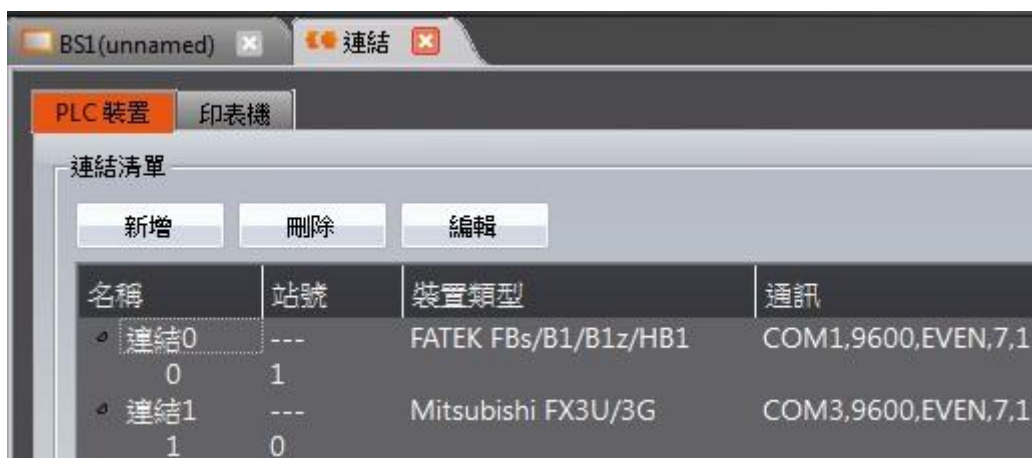 BS1(unnamed) 連結
PLC 裝置 印表機
連結清單
新增 刪除 編輯
名稱 站號 裝置類型 通訊
連結0 --- FATEK FBs/B1/B1z/HB1 COM1,9600,EVEN,7,1
0 1
連結1 --- Mitsubishi FX3U/3G COM3,9600,EVEN,7,1
1 0